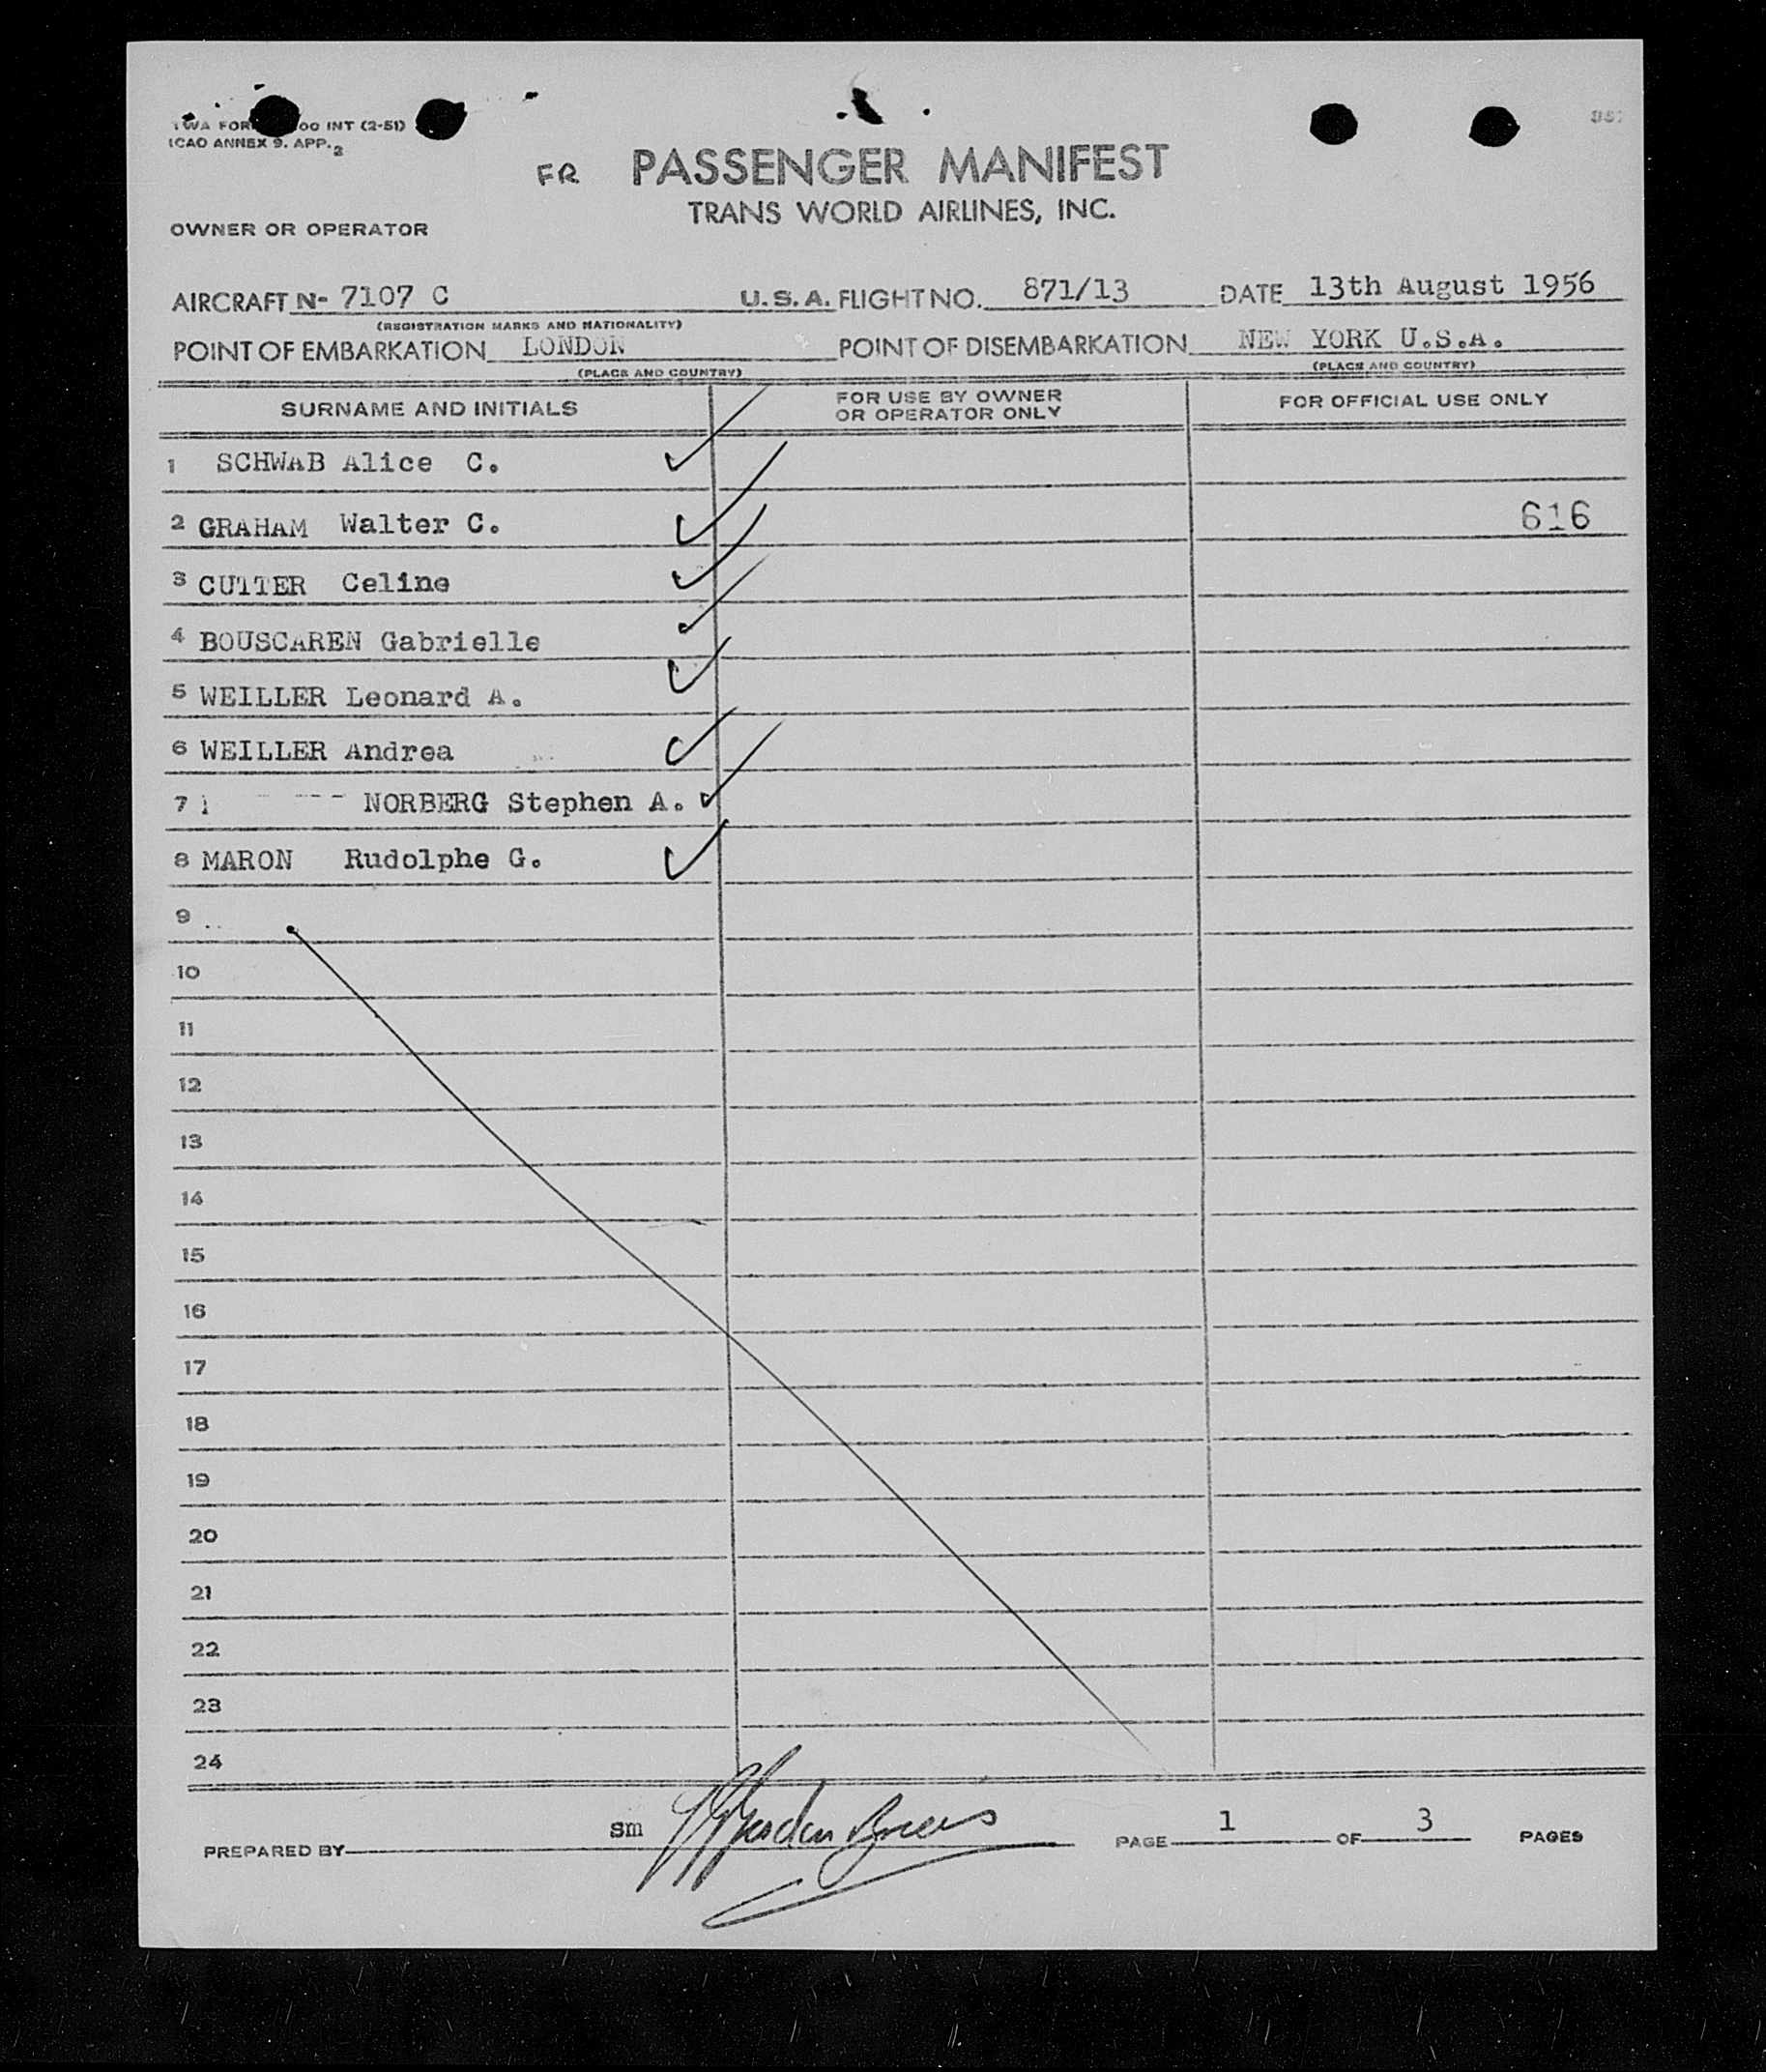 ICAO ANNEX 9. APP. 2
FR PASSENGER MANIFEST
TRANS WORLD AIRLINES, INC.
OWNER OR OPERATOR
AIRCRAFT N- 7107 C U.S.A. FLIGHT NO. 871/13 DATE 13th August 1956
(REGISTRATION MARKS AND NATIONALITY)
POINT OF EMBARKATION LONDON POINT OF DISEMBARKATION NEW YORK U.S.A.
(PLACE AND COUNTRY) (PLACE AND COUNTRY)
SURNAME AND INITIALS FOR USE BY OWNER OR OPERATOR ONLY FOR OFFICIAL USE ONLY
1 SCHWAB Alice C.
2 GRAHAM Walter C. 616
3 CUTTER Celine
4 BOUSCAREN Gabrielle
5 WEILLER Leonard A.
6 WEILLER Andrea
7 NORBERG Stephen A.
8 MARON Rudolphe G.
9
10
11
12
13
14
15
16
17
18
19
20
21
22
23
24
PREPARED BY sm PAGE 1 OF 3 PAGES